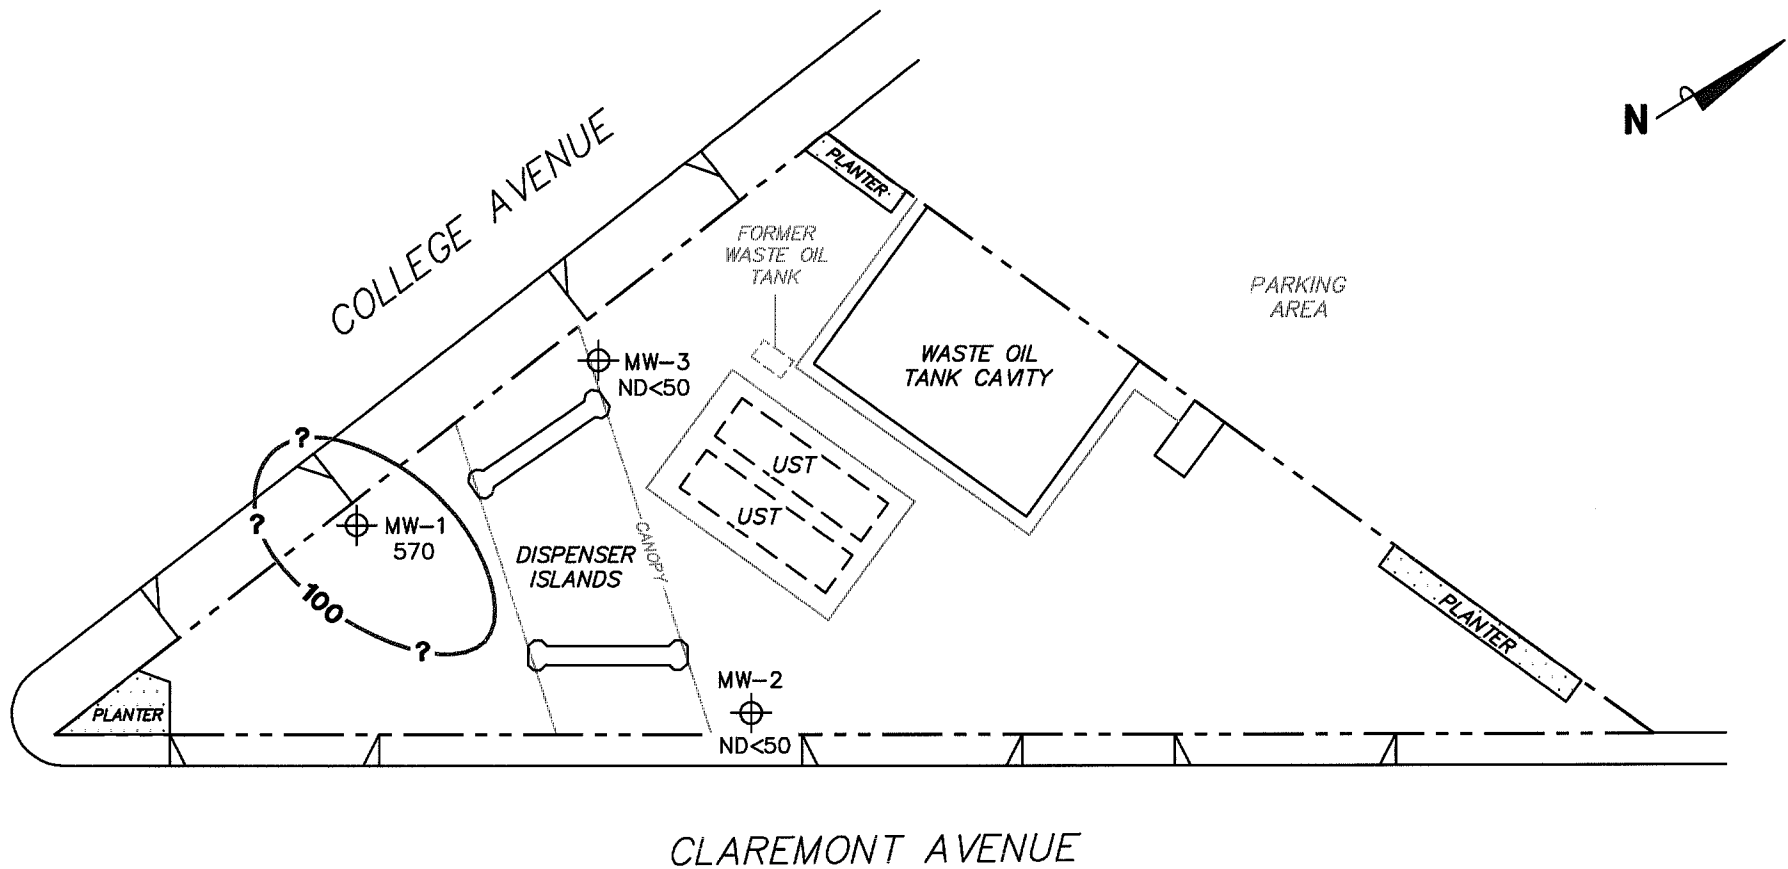 N
COLLEGE AVENUE
PLANTER
FORMER
WASTE OIL
TANK
PARKING
AREA
MW-3
ND<50
WASTE OIL
TANK CAVITY
?
UST
?
MW-1
570
UST
CANOPY
DISPENSER
ISLANDS
100
?
PLANTER
MW-2
PLANTER
ND<50
CLAREMONT AVENUE